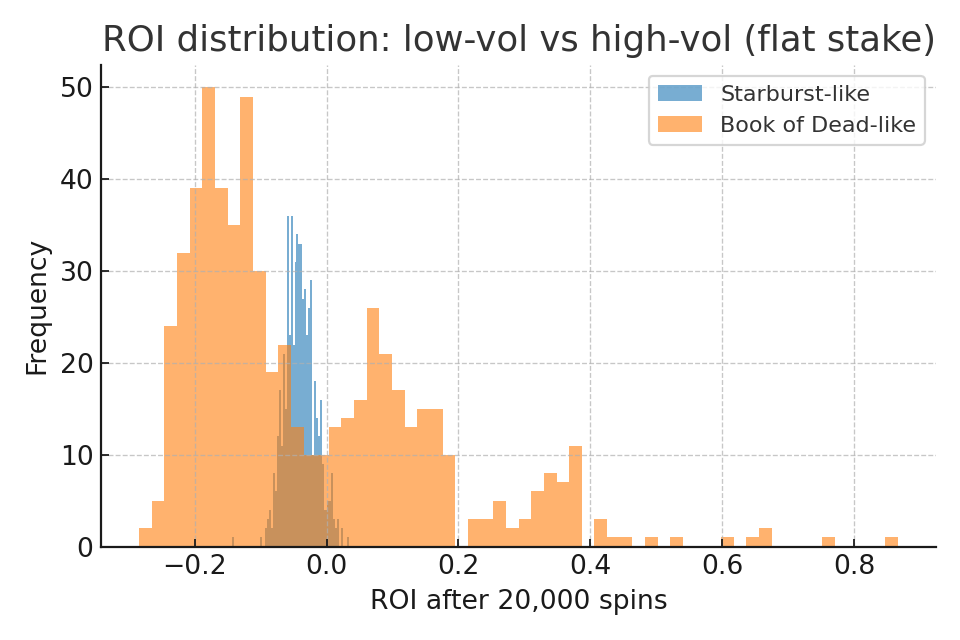 ROI distribution: low-vol vs high-vol (flat stake)
Starburst-like
Book of Dead-like
Frequency
50
40
30
20
10
0
−0.2 0.0 0.2 0.4 0.6 0.8
ROI after 20,000 spins